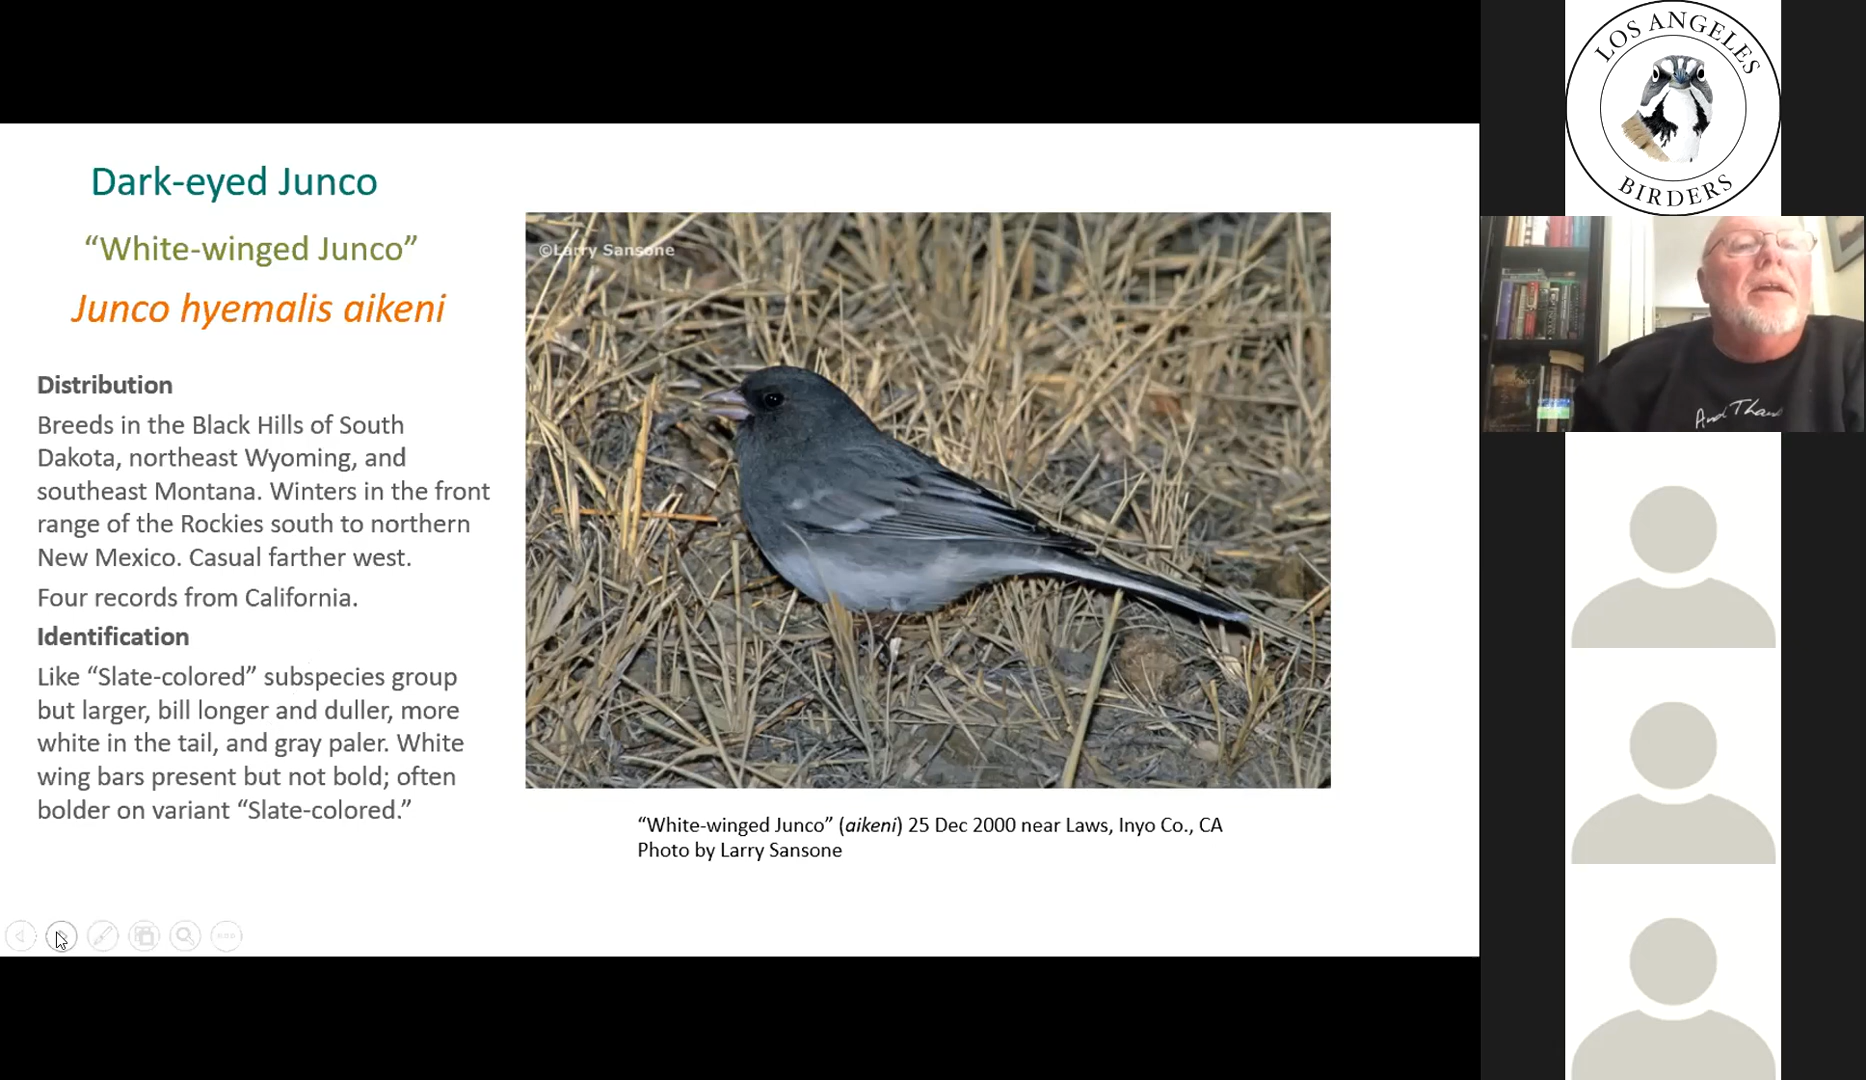 LOS ANGELES
BIRDERS
Dark-eyed Junco
“White-winged Junco”
Junco hyemalis aikeni
©Larry Sansone
Distribution
Breeds in the Black Hills of South
Dakota, northeast Wyoming, and
southeast Montana. Winters in the front
range of the Rockies south to northern
New Mexico. Casual farther west.
Four records from California.
Identification
Like “Slate-colored” subspecies group
but larger, bill longer and duller, more
white in the tail, and gray paler. White
wing bars present but not bold; often
bolder on variant “Slate-colored.”
“White-winged Junco” (aikeni) 25 Dec 2000 near Laws, Inyo Co., CA
Photo by Larry Sansone
And